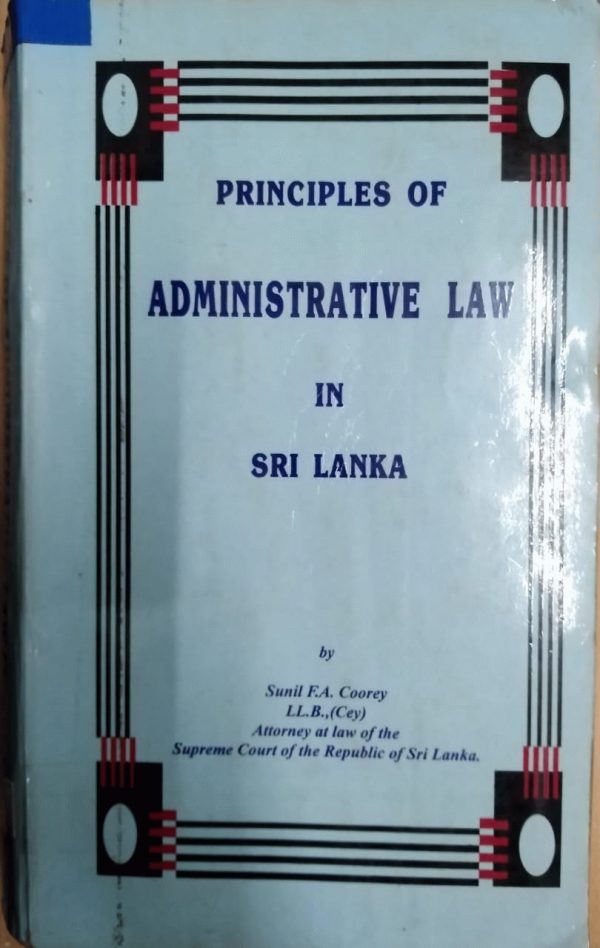 PRINCIPLES OF
ADMINISTRATIVE LAW
IN
SRI LANKA
by
Sunil F.A. Coorey
LL.B.,(Cey)
Attorney at law of the
Supreme Court of the Republic of Sri Lanka.